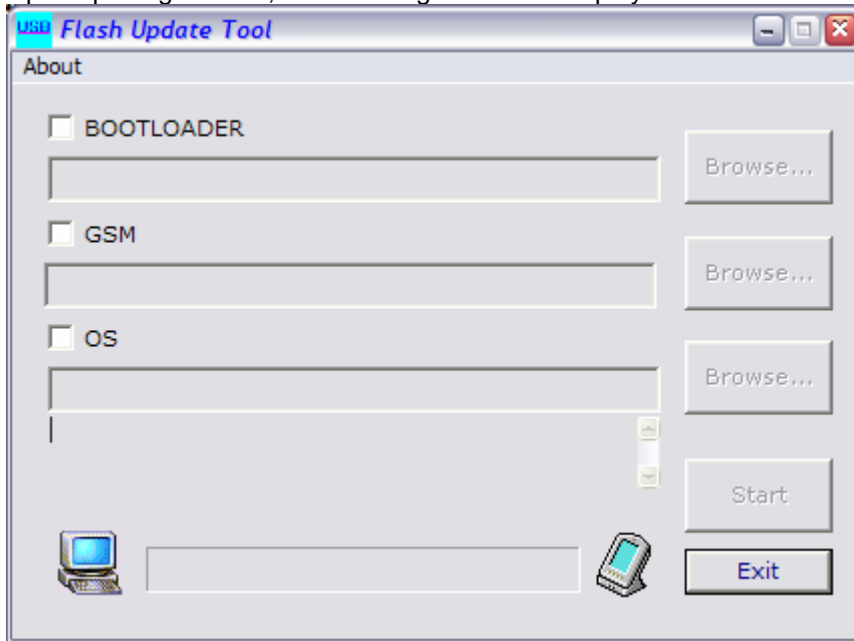 USB Flash Update Tool
About
BOOTLOADER
Browse...
GSM
Browse...
OS
Browse...
Start
Exit